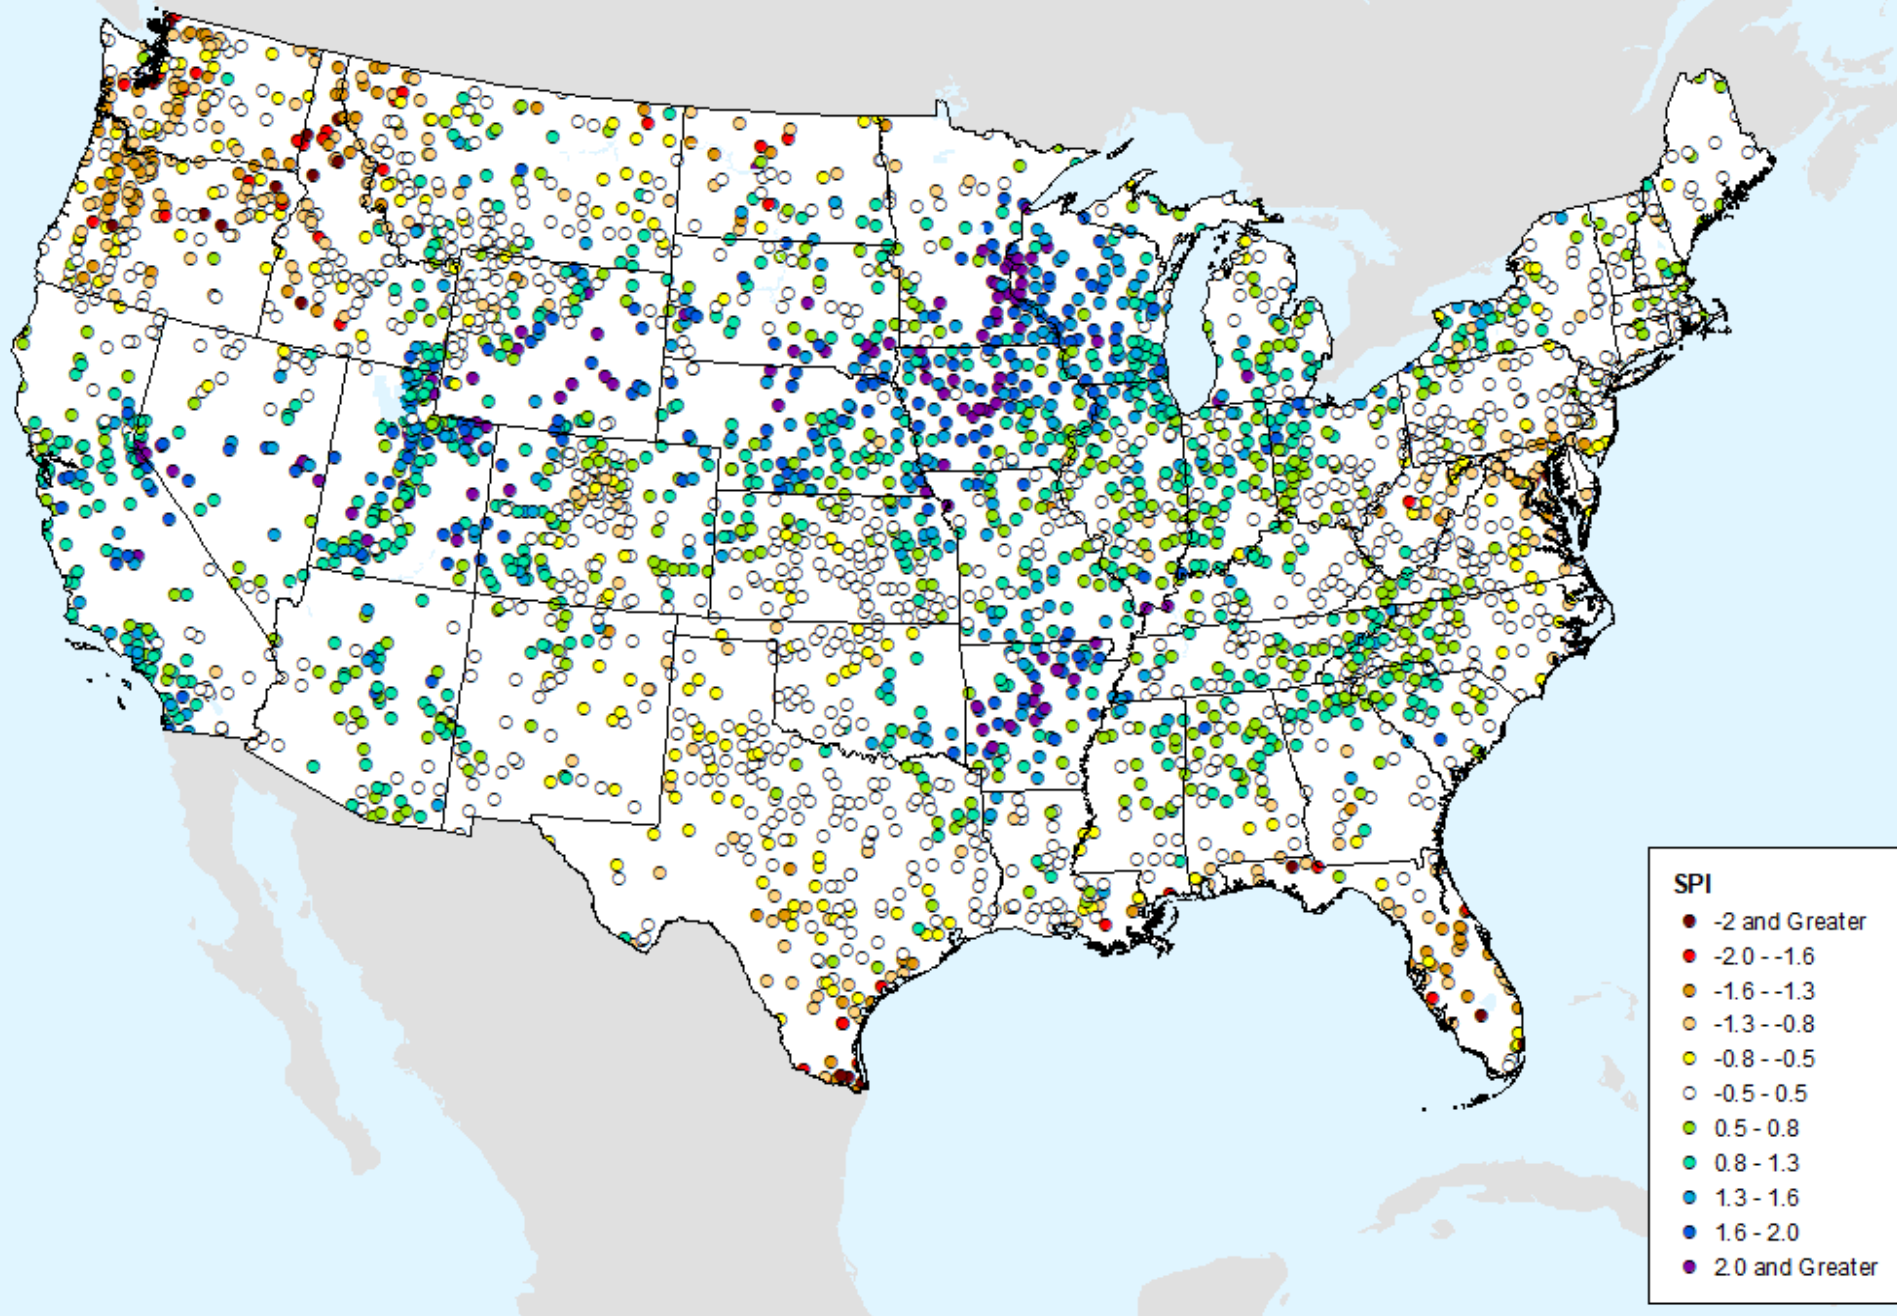 SPI
-2 and Greater
-2.0 - -1.6
-1.6 - -1.3
-1.3 - -0.8
-0.8 - -0.5
-0.5 - 0.5
0.5 - 0.8
0.8 - 1.3
1.3 - 1.6
1.6 - 2.0
2.0 and Greater